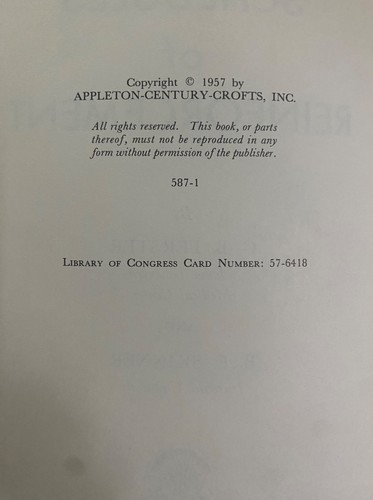 Copyright © 1957 by
APPLETON-CENTURY-CROFTS, INC.
All rights reserved. This book, or parts
thereof, must not be reproduced in any
form without permission of the publisher.
587-1
LIBRARY OF CONGRESS CARD NUMBER: 57-6418